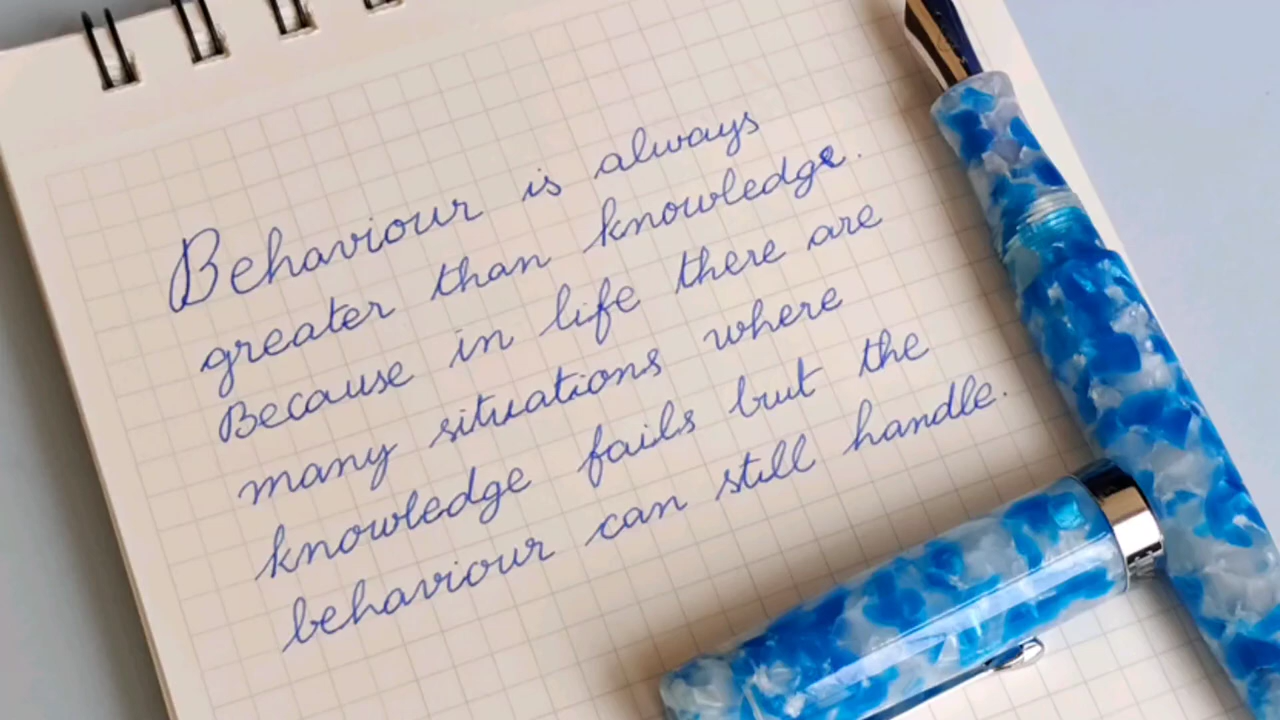 Behaviour is always
greater than knowledge.
Because in life there are
many situations where
knowledge fails but the
behaviour can still handle.